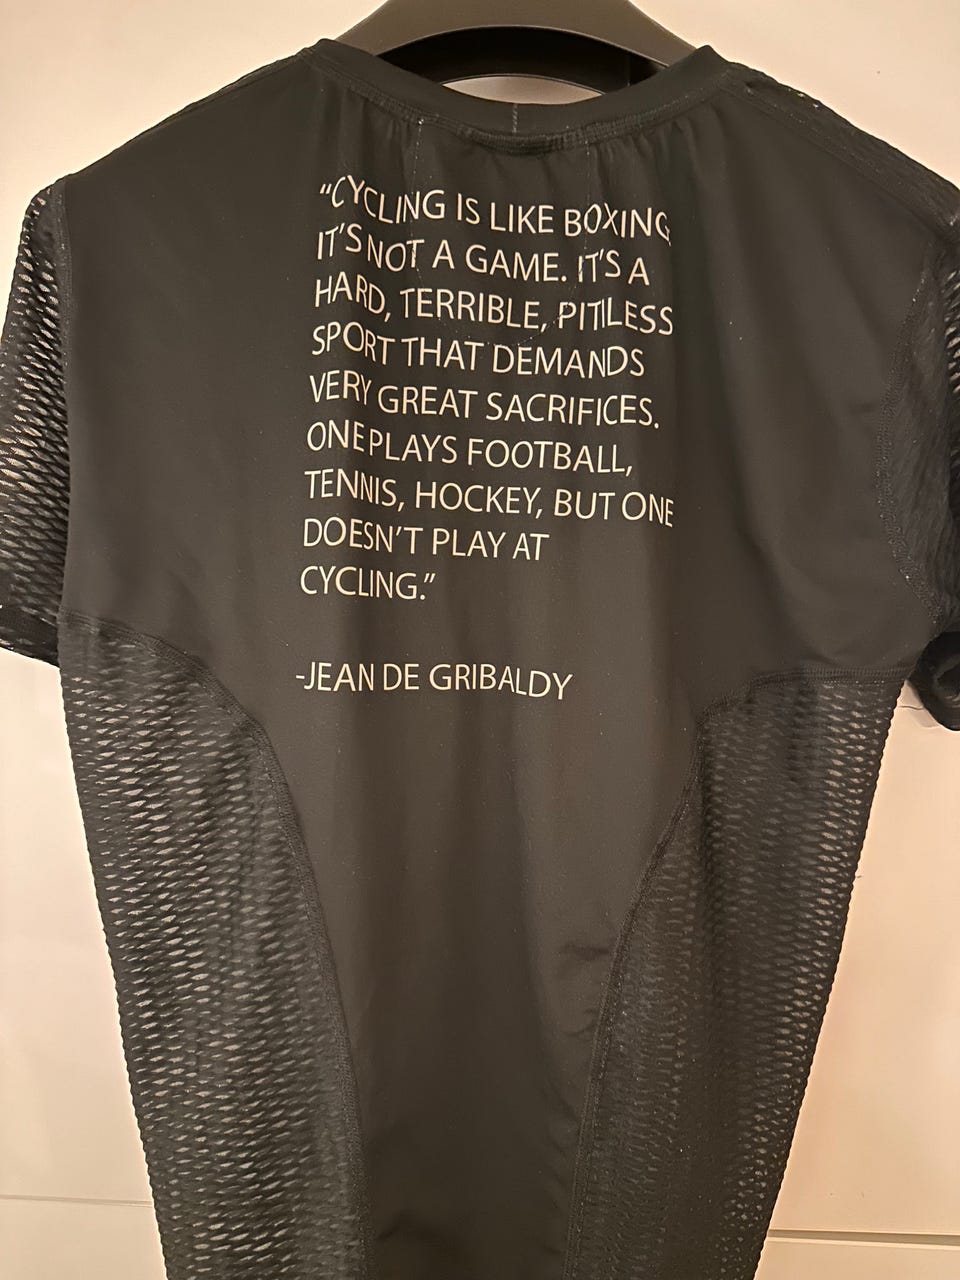 “CYCLING IS LIKE BOXING
IT’S NOT A GAME. IT’S A
HARD, TERRIBLE, PITILESS
SPORT THAT DEMANDS
VERY GREAT SACRIFICES.
ONE PLAYS FOOTBALL,
TENNIS, HOCKEY, BUT ONE
DOESN’T PLAY AT
CYCLING.”
-JEAN DE GRIBALDY